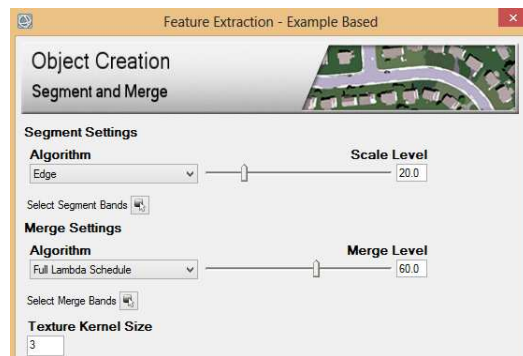 Feature Extraction - Example Based
Object Creation
Segment and Merge
Segment Settings
Algorithm Scale Level
Edge 20.0
Select Segment Bands
Merge Settings
Algorithm Merge Level
Full Lambda Schedule 60.0
Select Merge Bands
Texture Kernel Size
3